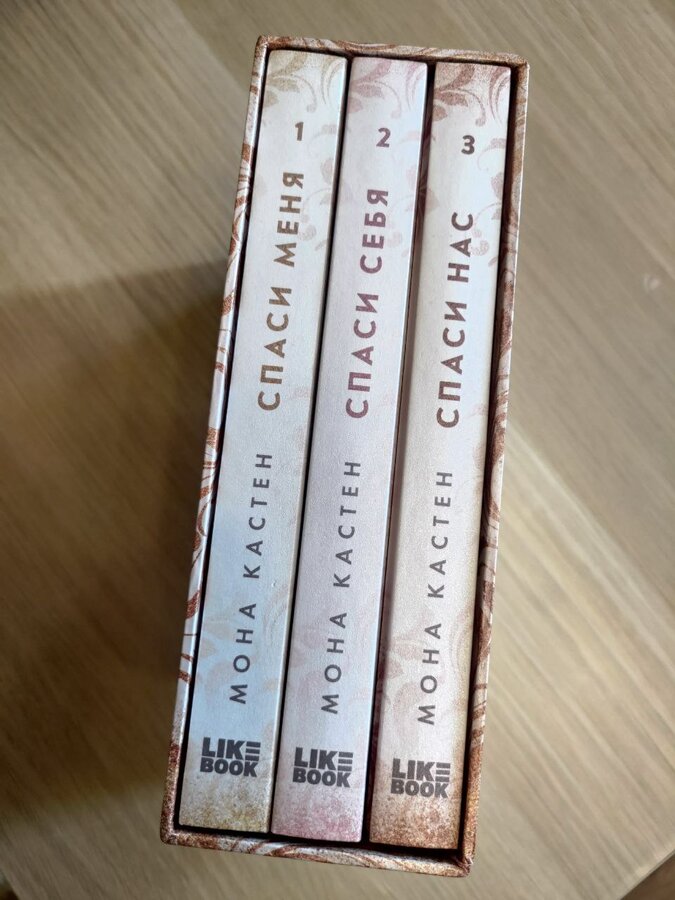 1
СПАСИ МЕНЯ
МОНА КАСТЕН
LIKE
BOOK
2
СПАСИ СЕБЯ
МОНА КАСТЕН
LIKE
BOOK
3
СПАСИ НАС
МОНА КАСТЕН
LIKE
BOOK